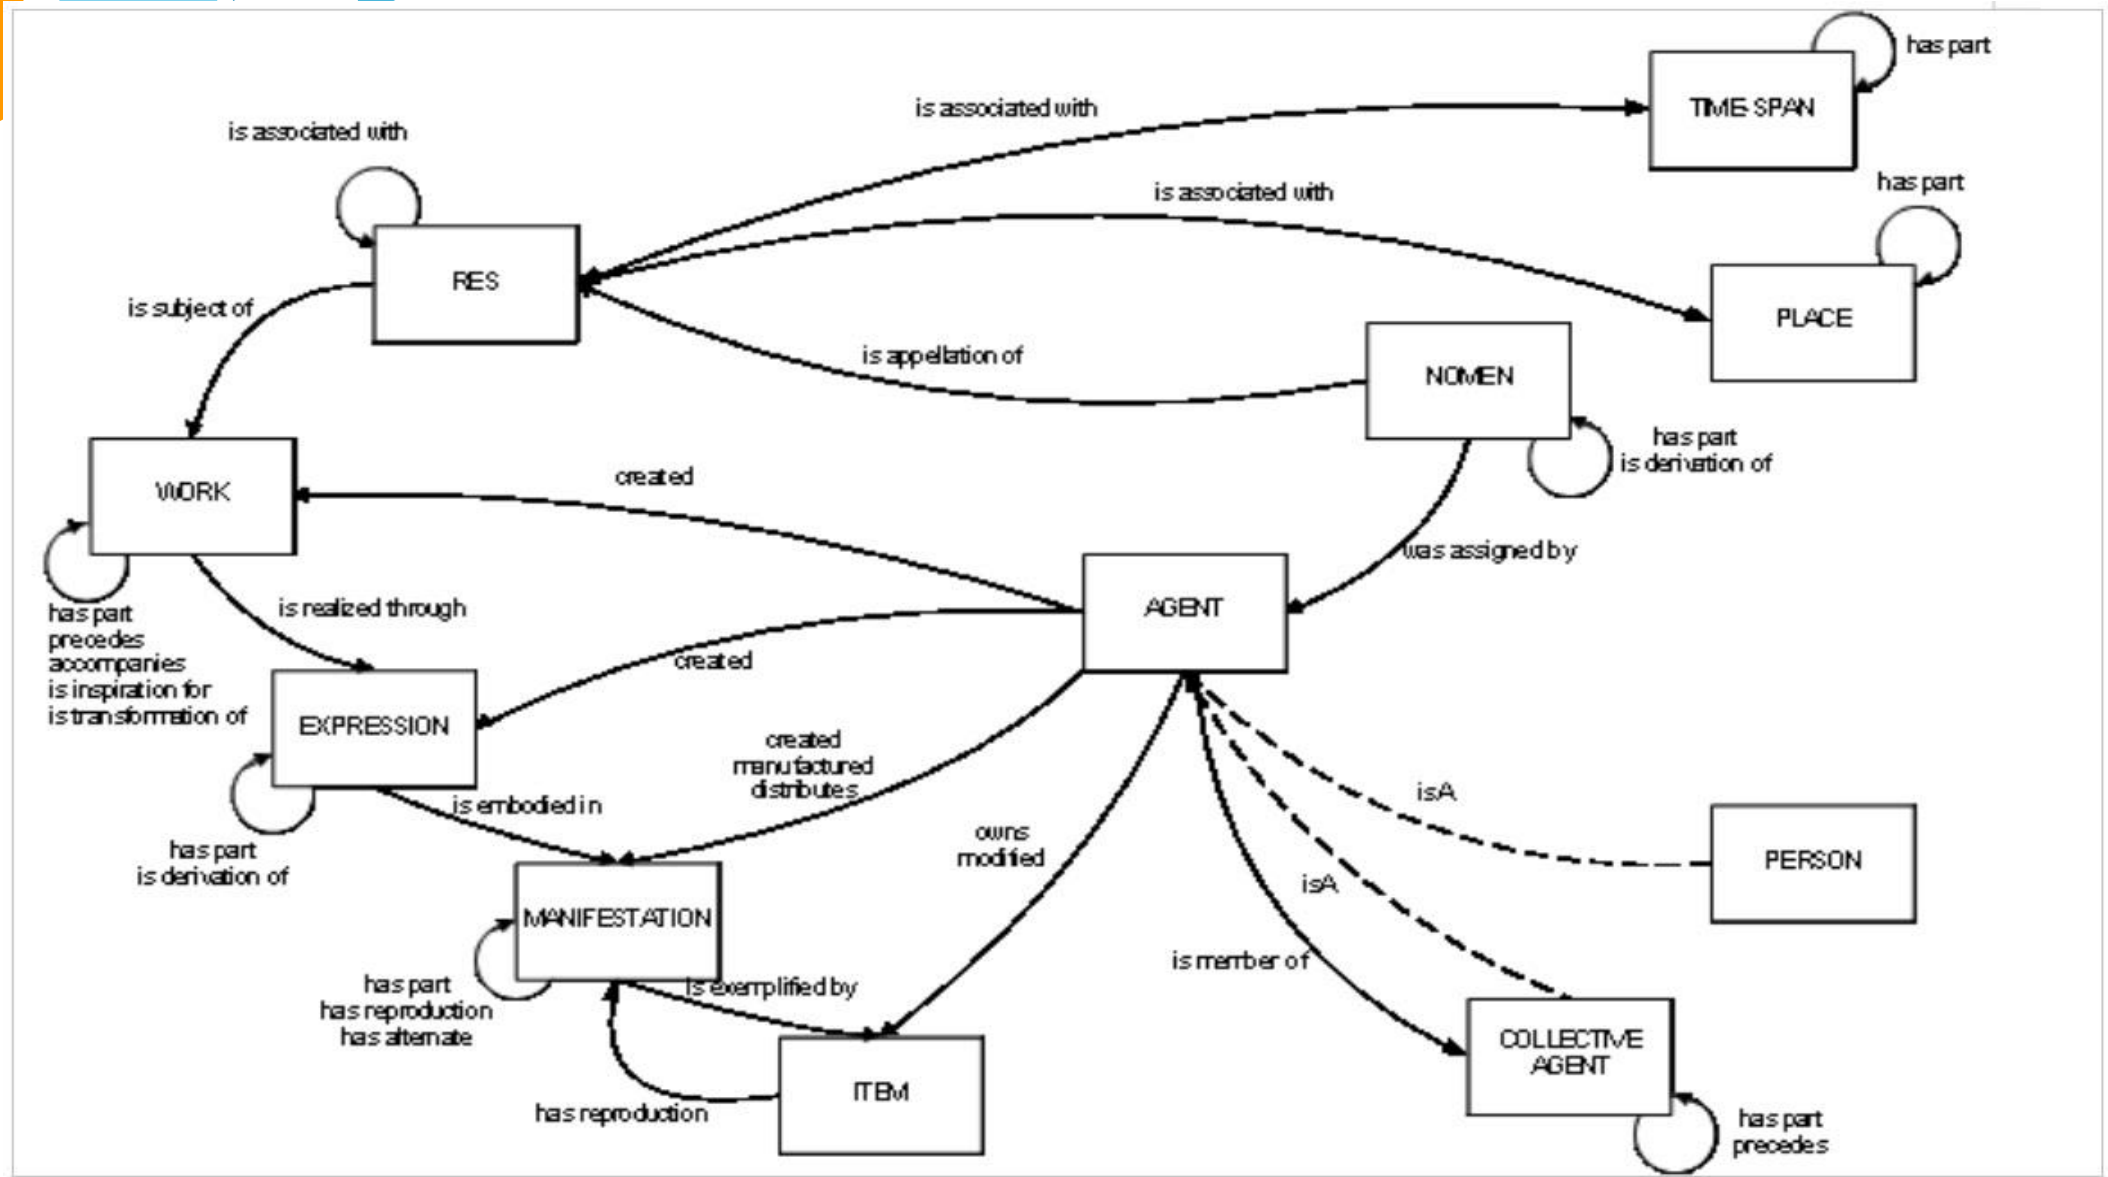 has part
TIME-SPAN
is associated with
is associated with
has part
is associated with
RES
PLACE
is subject of
is appellation of
NOMEN
has part
is derivation of
WORK
created
was assigned by
AGENT
has part
precedes
accompanies
is inspiration for
is transformation of
is realized through
created
EXPRESSION
created
manufactured
distributes
is embodied in
has part
is derivation of
owns
modified
isA
PERSON
isA
MANIFESTATION
is member of
has part
has reproduction
has alternate
is exemplified by
COLLECTIVE
AGENT
ITEM
has reproduction
has part
precedes